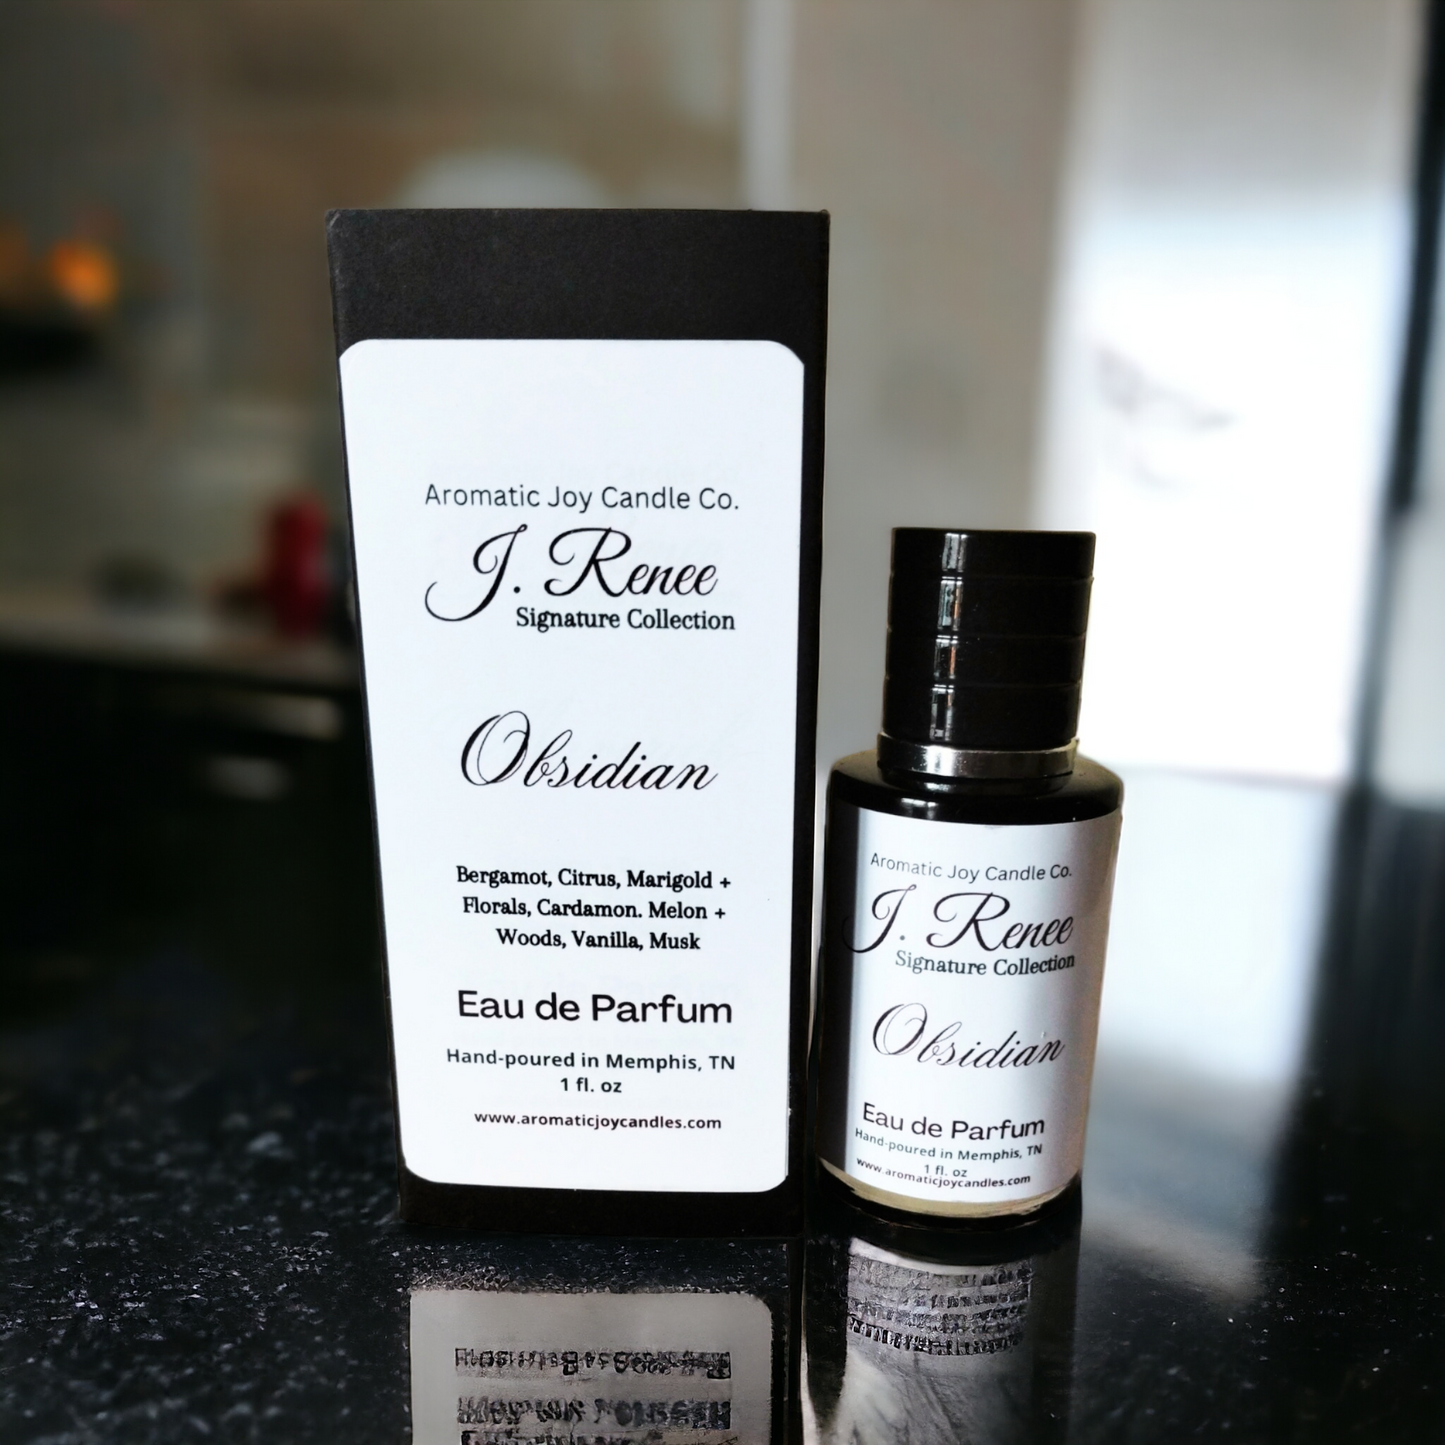 Aromatic Joy Candle Co.
J. Renee
Signature Collection
Obsidian
Bergamot, Citrus, Marigold +
Florals, Cardamon. Melon +
Woods, Vanilla, Musk
Eau de Parfum
Hand-poured in Memphis, TN
1 fl. oz
www.aromaticjoycandles.com
Aromatic Joy Candle Co.
J. Renee
Signature Collection
Obsidian
Eau de Parfum
Hand-poured in Memphis, TN
1 fl. oz
www.aromaticjoycandles.com